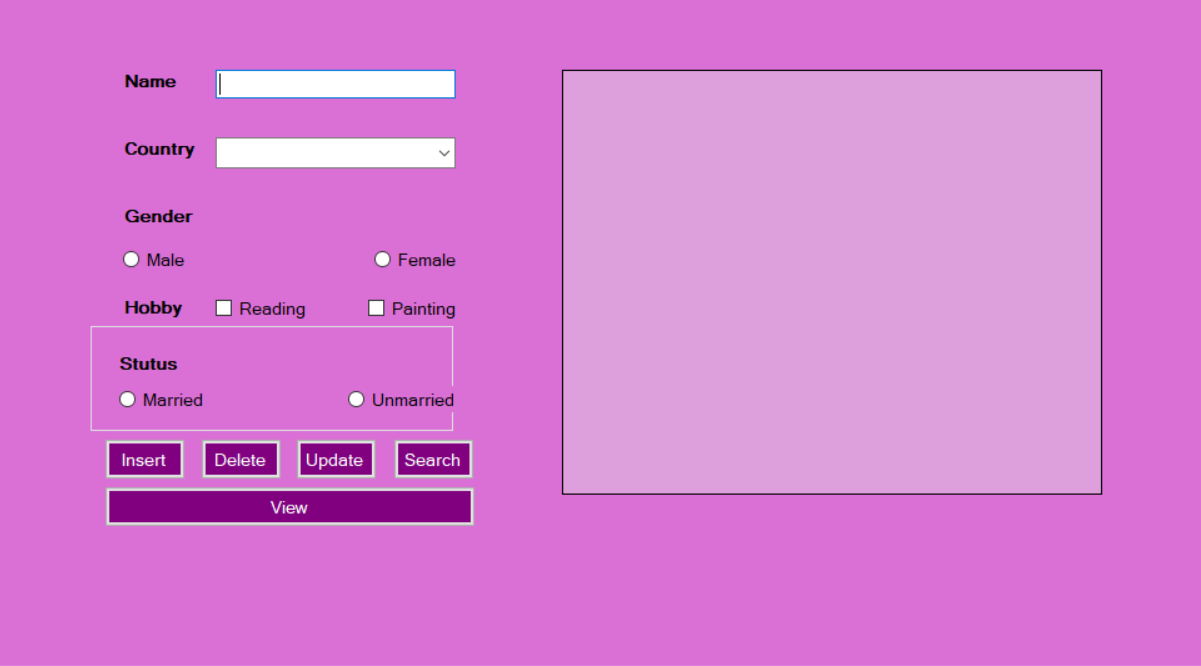 Name
Country
Gender
Male Female
Hobby Reading Painting
Stutus
Married Unmarried
Insert Delete Update Search
View